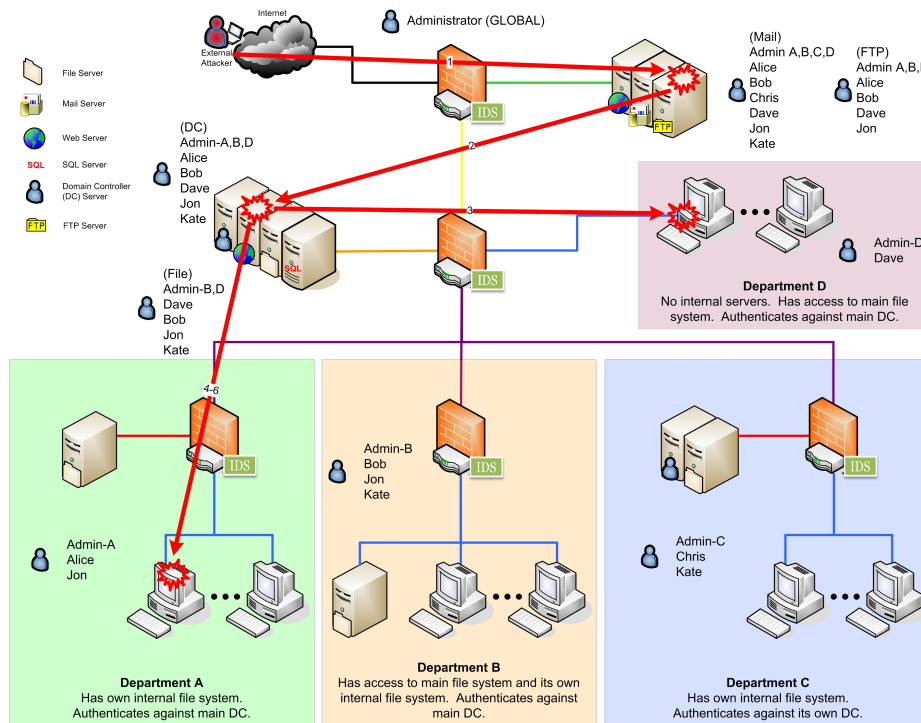 Internet
Administrator (GLOBAL)
External
Attacker
1
IDS
(Mail)
Admin A,B,C,D
Alice
Bob
Chris
Dave
Jon
Kate
(FTP)
Alice
Bob
Dave
Jon
FTP
File Server
Mail Server
Web Server
SQL
SQL Server
Domain Controller
(DC) Server
FTP
FTP Server
(DC)
Admin-A,B,D
Alice
Bob
Dave
Jon
Kate
2
3
SQL
IDS
Admin-D
Dave
Department D
No internal servers. Has access to main file
system. Authenticates against main DC.
(File)
Admin-B,D
Dave
Bob
Jon
Kate
4-6
IDS
Admin-A
Alice
Jon
Department A
Has own internal file system.
Authenticates against main DC.
Admin-B
Bob
Jon
Kate
IDS
Department B
Has access to main file system and its own
internal file system. Authenticates against
main DC.
IDS
Admin-C
Chris
Kate
Department C
Has own internal file system.
Authenticates against its own DC.